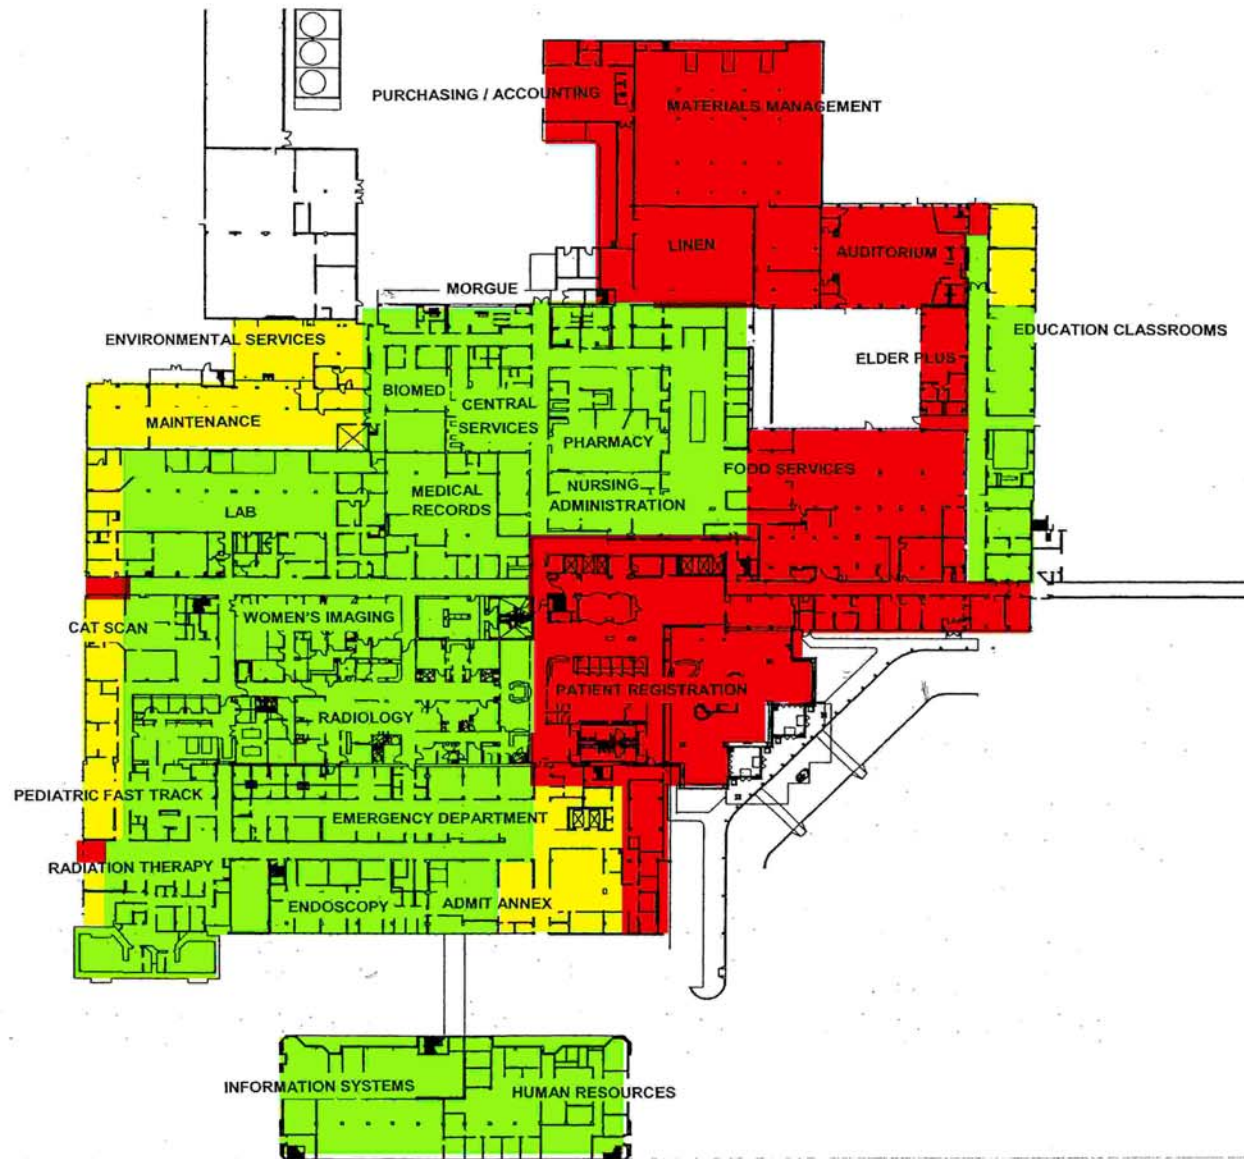 PURCHASING / ACCOUNTING
MATERIALS MANAGEMENT
LINEN
AUDITORIUM
MORGUE
ENVIRONMENTAL SERVICES
EDUCATION CLASSROOMS
ELDER PLUS
BIOMED
CENTRAL
SERVICES
MAINTENANCE
PHARMACY
FOOD SERVICES
NURSING
ADMINISTRATION
MEDICAL
RECORDS
LAB
WOMEN'S IMAGING
CAT SCAN
PATIENT REGISTRATION
RADIOLOGY
PEDIATRIC FAST TRACK
EMERGENCY DEPARTMENT
RADIATION THERAPY
ENDOSCOPY
ADMIT ANNEX
INFORMATION SYSTEMS
HUMAN RESOURCES